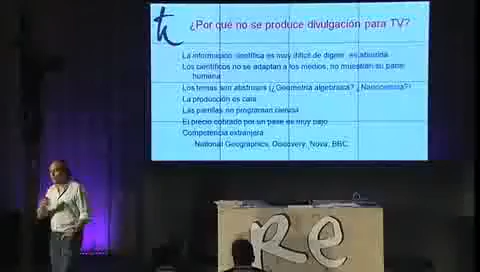 ¿Por qué no se produce divulgación para TV?
La información científica es muy difícil de digerir, es aburrida
Los científicos no se adaptan a los medios, no muestran su parte
humana
Los temas son abstrusos (¿Geometría algebraica? ¿Nanociencia?)
La producción es cara
Las parrillas no programan ciencia
El precio cobrado por un pase es muy bajo
Competencia extranjera
National Geographics, Discovery, Nova, BBC
Re